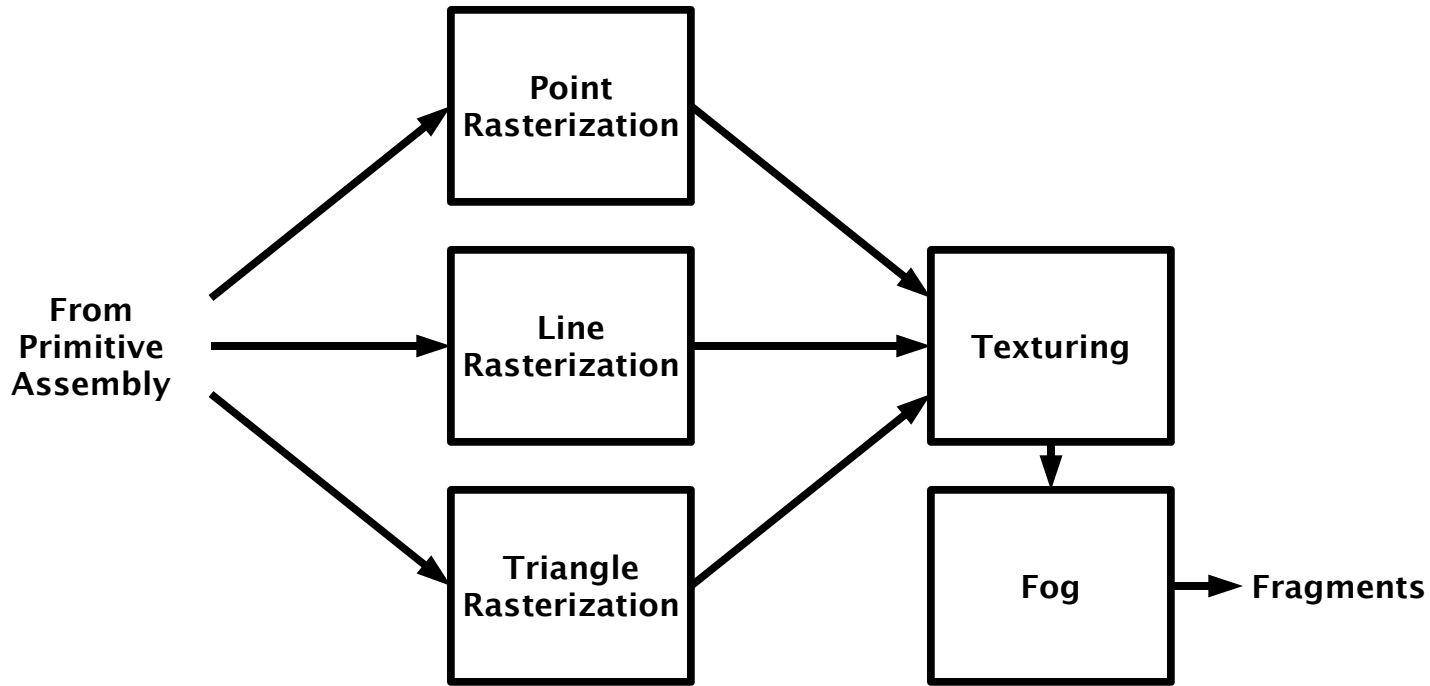 From
Primitive
Assembly
Point
Rasterization
Line
Rasterization
Triangle
Rasterization
Texturing
Fog
Fragments